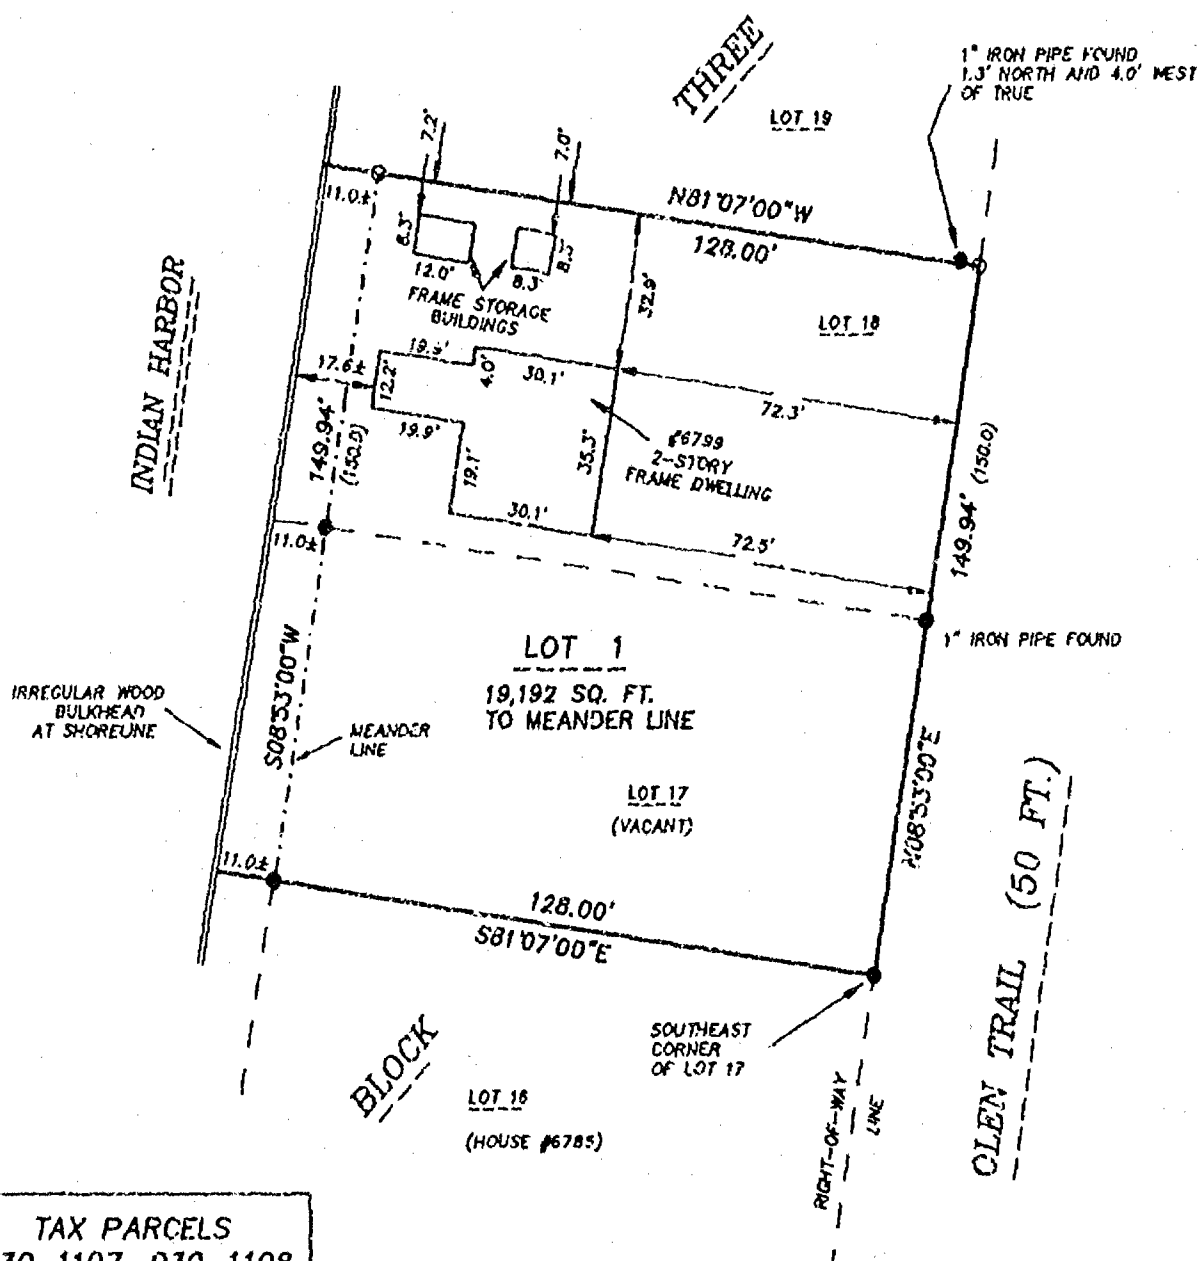 THREE
1" IRON PIPE FOUND
1.3' NORTH AND 4.0' WEST
OF TRUE
LOT 19
7.2'
7.0'
11.0±
N81°07'00"W
128.00'
8.3'
12.0'
8.3'
8.3'
FRAME STORAGE
BUILDINGS
32.9'
LOT 18
INDIAN HARBOR
17.6±
19.9'
4.0'
30.1'
12.2'
72.3'
19.9'
149.94'
(150.0)
19.1'
35.3'
#6799
2-STORY
FRAME DWELLING
149.94' (150.0)
30.1'
72.5'
11.0±
1" IRON PIPE FOUND
LOT 1
19,192 SQ. FT.
TO MEANDER LINE
S08°53'00"W
IRREGULAR WOOD
BULKHEAD
AT SHORELINE
MEANDER
LINE
LOT 17
(VACANT)
N08°53'00"E
11.0±
128.00'
S81°07'00"E
OLEN TRAIL (50 FT.)
SOUTHEAST
CORNER
OF LOT 17
BLOCK
LOT 16
(HOUSE #6785)
RIGHT-OF-WAY
LINE
TAX PARCELS